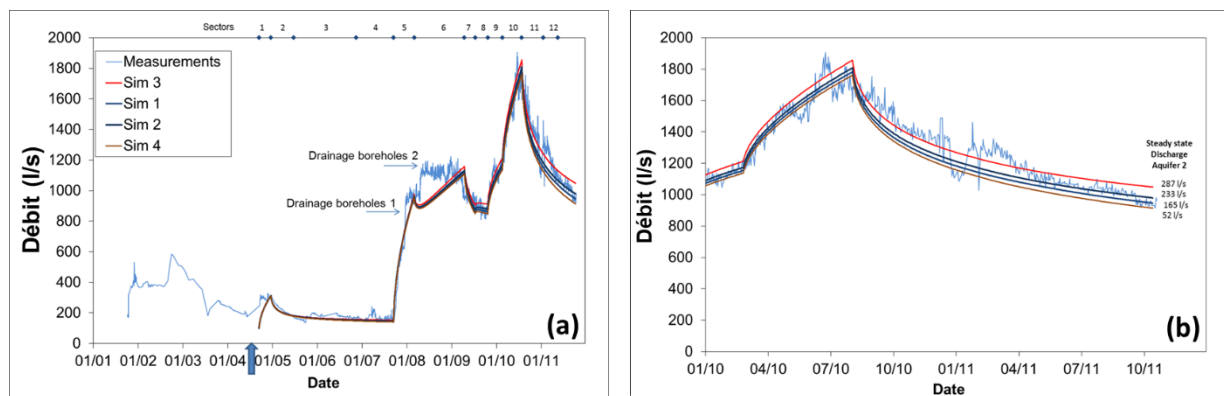 Sectors 1 2 3 4 5 6 7 8 9 10 11 12
Débit (l/s)
2000
1800
1600
1400
1200
1000
800
600
400
200
0
Measurements
Sim 3
Sim 1
Sim 2
Sim 4
Drainage boreholes 2
Drainage boreholes 1
(a)
01/01 01/02 01/03 01/04 01/05 01/06 01/07 01/08 01/09 01/10 01/11
Date
Débit (l/s)
2000
1800
1600
1400
1200
1000
800
600
400
200
0
Steady state
Discharge
Aquifer 2
287 l/s
233 l/s
165 l/s
52 l/s
(b)
01/10 04/10 07/10 10/10 01/11 04/11 07/11 10/11
Date